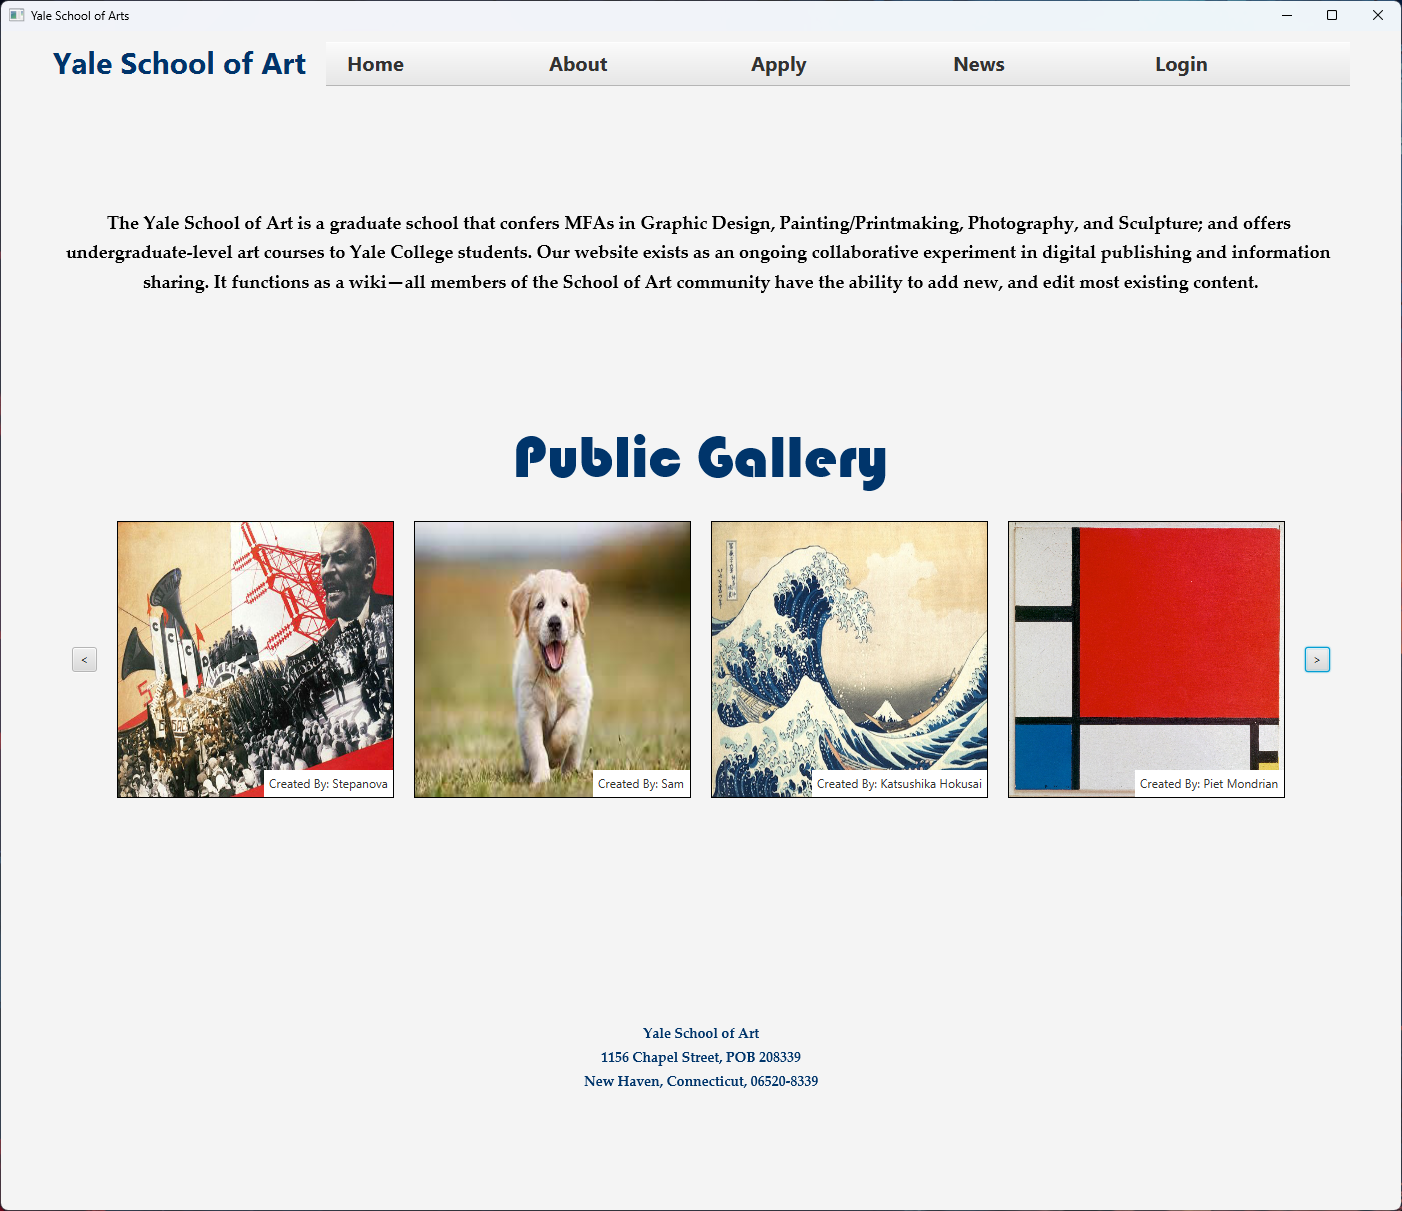 Yale School of Arts
Yale School of Art
Home
About
Apply
News
Login
The Yale School of Art is a graduate school that confers MFAs in Graphic Design, Painting/Printmaking, Photography, and Sculpture; and offers
undergraduate-level art courses to Yale College students. Our website exists as an ongoing collaborative experiment in digital publishing and information
sharing. It functions as a wiki—all members of the School of Art community have the ability to add new, and edit most existing content.
Public Gallery
<
>
Created By: Stepanova
Created By: Sam
Created By: Katsushika Hokusai
Created By: Piet Mondrian
Yale School of Art
1156 Chapel Street, POB 208339
New Haven, Connecticut, 06520-8339